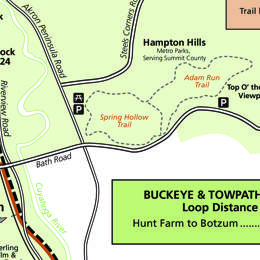 Trail
Steels Corners Road
Akron Peninsula Road
ock
24
Riverview Road
Hampton Hills
Metro Parks,
Serving Summit County
Adam Run
Trail
Top O' the
Viewp
P
P
Spring Hollow
Trail
Bath Road
Cuyahoga River
BUCKEYE & TOWPATH
Loop Distance
Hunt Farm to Botzum
n
erling
lm &